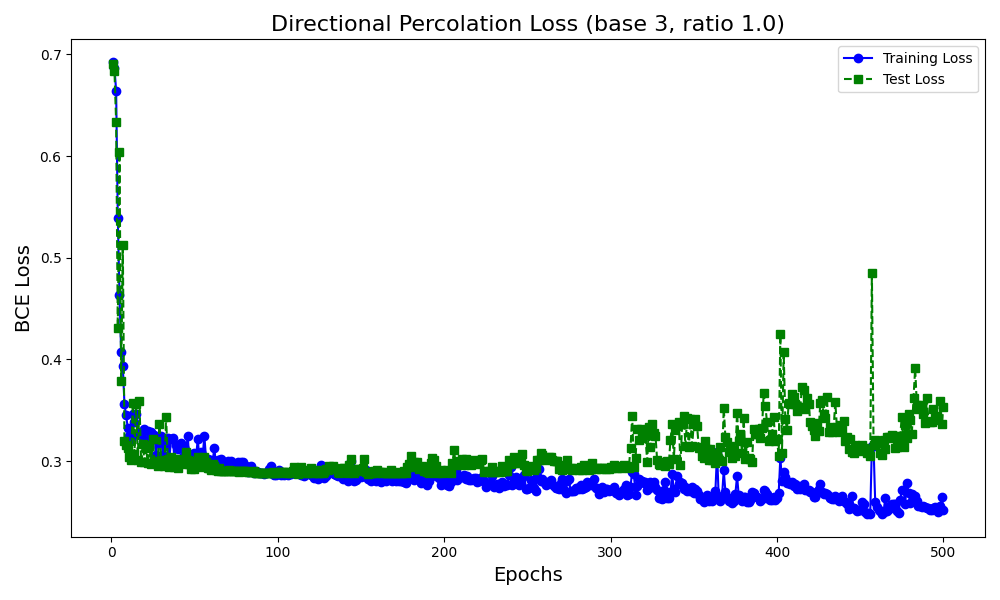 Directional Percolation Loss (base 3, ratio 1.0)
Training Loss
Test Loss
BCE Loss
0.7
0.6
0.5
0.4
0.3
0
100
200
300
400
500
Epochs